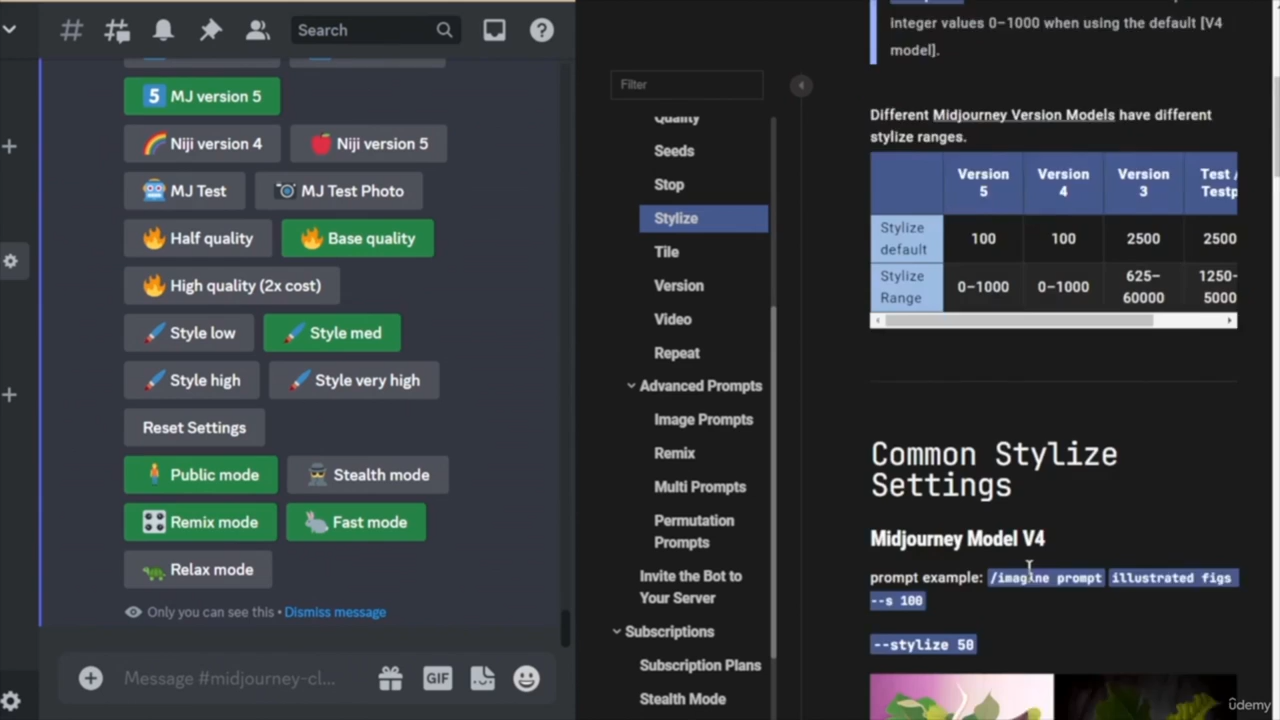 Search
5 MJ version 5
Niji version 4
Niji version 5
MJ Test
MJ Test Photo
Half quality
Base quality
High quality (2x cost)
Style low
Style med
Style high
Style very high
Reset Settings
Public mode
Stealth mode
Remix mode
Fast mode
Relax mode
Only you can see this • Dismiss message
Message #midjourney-cl...
GIF
Filter
Quality
Seeds
Stop
Stylize
Tile
Version
Video
Repeat
Advanced Prompts
Image Prompts
Remix
Multi Prompts
Permutation
Prompts
Invite the Bot to
Your Server
Subscriptions
Subscription Plans
Stealth Mode
integer values 0–1000 when using the default [V4
model].
Different Midjourney Version Models have different
stylize ranges.
Version 5 Version 4 Version 3 Test / Testp
Stylize default 100 100 2500 2500
Stylize Range 0–1000 0–1000 625–60000 1250–5000
Common Stylize
Settings
Midjourney Model V4
prompt example: /imagine prompt illustrated figs
--s 100
--stylize 50
udemy